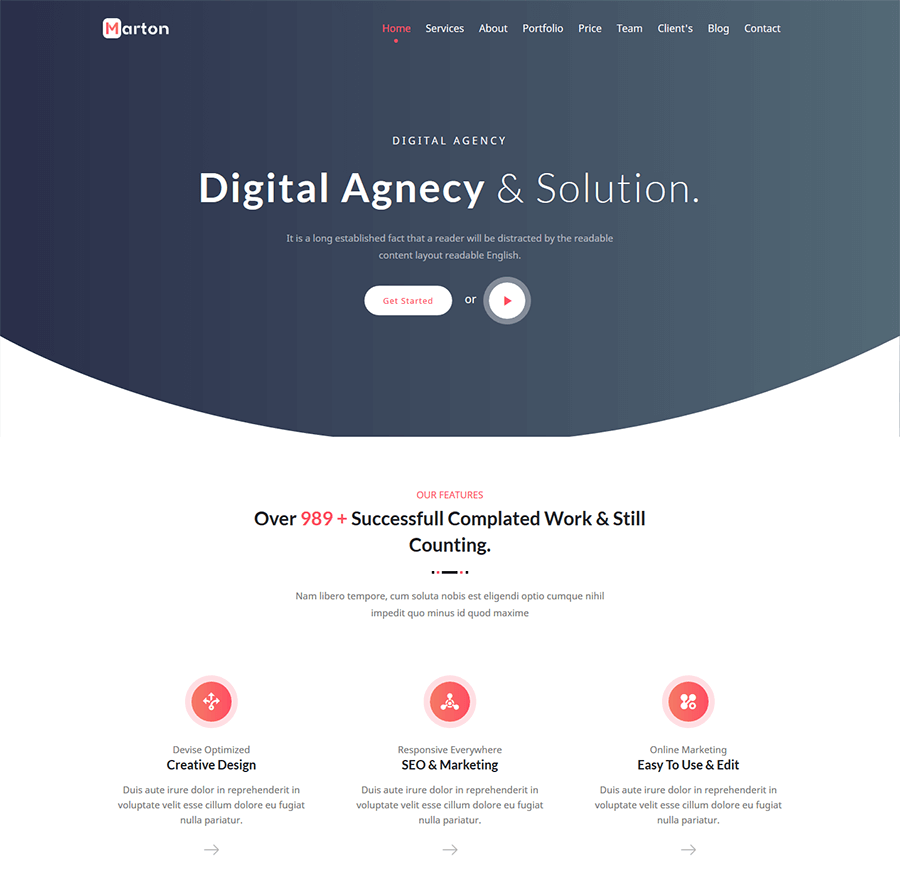 Marton
Home Services About Portfolio Price Team Client's Blog Contact
DIGITAL AGENCY
Digital Agnecy & Solution.
It is a long established fact that a reader will be distracted by the readable
content layout readable English.
Get Started or
OUR FEATURES
Over 989 + Successfull Complated Work & Still
Counting.
Nam libero tempore, cum soluta nobis est eligendi optio cumque nihil
impedit quo minus id quod maxime
Devise Optimized
Creative Design
Duis aute irure dolor in reprehenderit in
voluptate velit esse cillum dolore eu fugiat
nulla pariatur.
Responsive Everywhere
SEO & Marketing
Duis aute irure dolor in reprehenderit in
voluptate velit esse cillum dolore eu fugiat
nulla pariatur.
Online Marketing
Easy To Use & Edit
Duis aute irure dolor in reprehenderit in
voluptate velit esse cillum dolore eu fugiat
nulla pariatur.